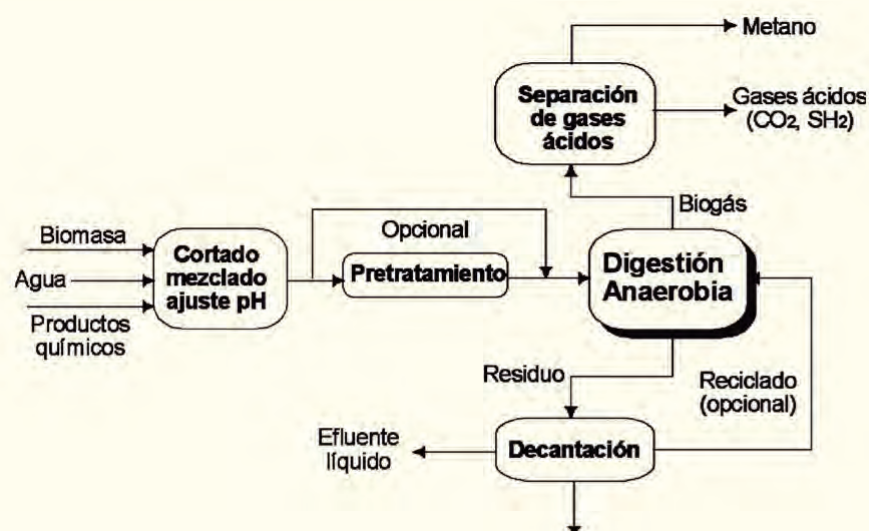 Metano
Separación
de gases
ácidos
Gases ácidos
(CO2, SH2)
Biogás
Biomasa
Agua
Productos
químicos
Cortado
mezclado
ajuste pH
Opcional
Pretratamiento
Digestión
Anaerobia
Residuo
Reciclado
(opcional)
Efluente
líquido
Decantación